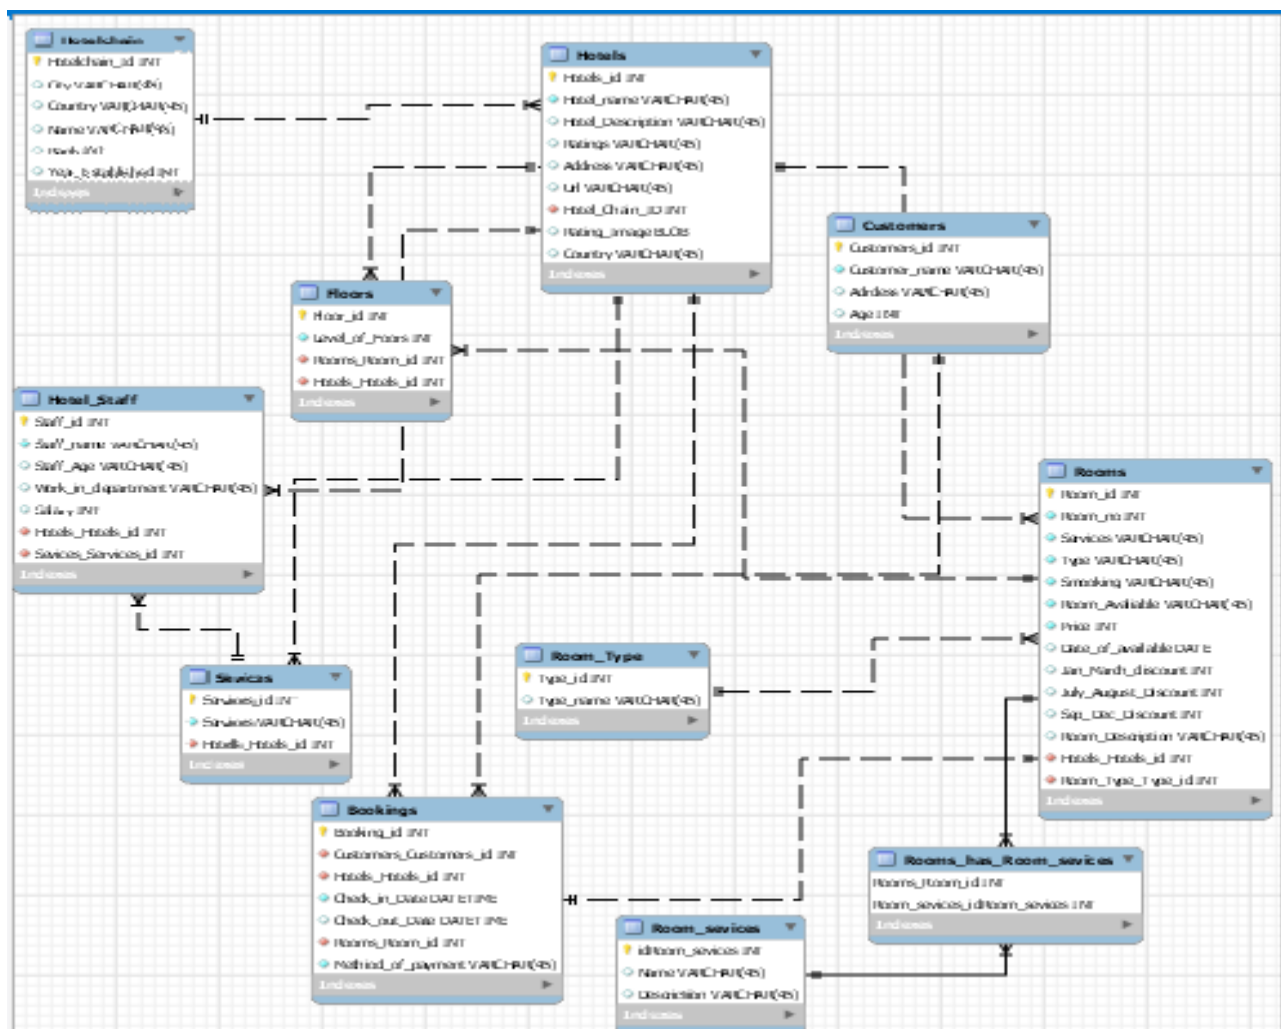 Hotelchain
Hotelchain_Id INT
City VARCHAR(45)
Country VARCHAR(45)
Name VARCHAR(45)
Rank INT
Year_Established INT
Indexes
Hotels
Hotels_id INT
Hotel_name VARCHAR(45)
Hotel_Description VARCHAR(45)
Ratings VARCHAR(45)
Address VARCHAR(45)
Url VARCHAR(45)
Hotel_Chain_ID INT
Rating_Image BLOB
Country VARCHAR(45)
Indexes
Customers
Customers_id INT
Customer_name VARCHAR(45)
VARCHAR(45)
Age INT
Indexes
Floors
Floor_id INT
INT
Rooms_Room_id INT
Hotels_Hotels_id INT
Indexes
Hotel_Staff
Staff_id INT
Staff_name VARCHAR(45)
Staff_Age VARCHAR(45)
Work_in_department VARCHAR(45)
Salary INT
Hotels_Hotels_id INT
Sevices_Services_id INT
Indexes
Rooms
Room_id INT
Room_no INT
Services VARCHAR(45)
Type VARCHAR(45)
Smooking VARCHAR(45)
VARCHAR(45)
Price INT
Date_of_available DATE
Jan_March_discount INT
July_August_Discount INT
Sep_Dec_Discount INT
Room_Description VARCHAR(45)
Hotels_Hotels_id INT
Room_Type_Type_id INT
Indexes
Room_Type
Type_id INT
Type_name VARCHAR(45)
Indexes
Services_id INT
Services VARCHAR(45)
Hotels_Hotels_id INT
Indexes
Bookings
Booking_id INT
Customers_Customers_id INT
Hotels_Hotels_id INT
Check_in_Date DATETIME
Check_out_Date DATETIME
Rooms_Room_id INT
VARCHAR(45)
Indexes
Rooms_has_Room_sevices
Rooms_Room_id INT
Room_sevices_idRoom_sevices INT
Indexes
Room_sevices
idRoom_sevices INT
Name VARCHAR(45)
Description VARCHAR(45)
Indexes